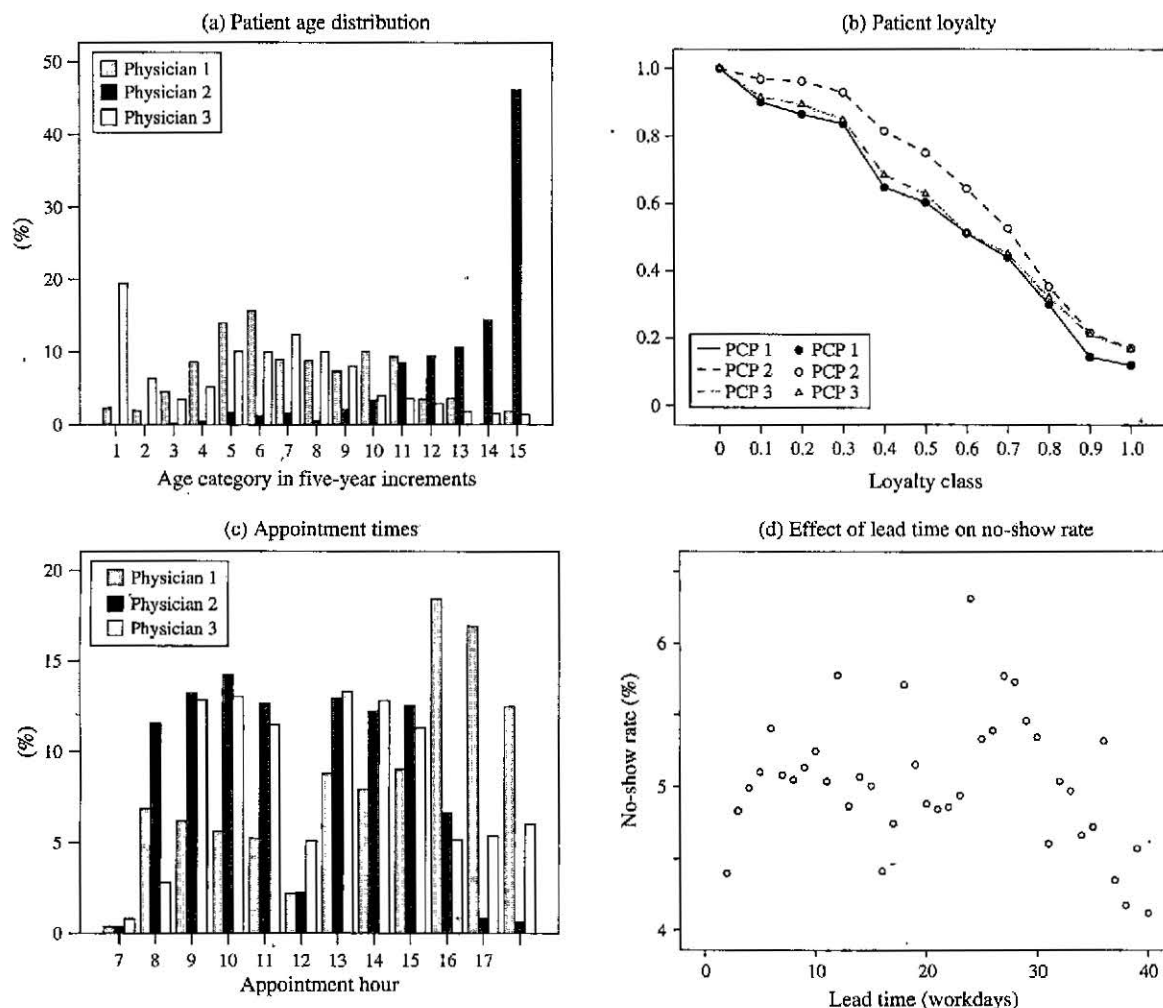 (a) Patient age distribution
50
40
30
20
10
0
(%)
Physician 1
Physician 2
Physician 3
1 2 3 4 5 6 7 8 9 10 11 12 13 14 15
Age category in five-year increments
(b) Patient loyalty
1.0
0.8
0.6
0.4
0.2
0
PCP 1 PCP 1
PCP 2 PCP 2
PCP 3 PCP 3
0 0.1 0.2 0.3 0.4 0.5 0.6 0.7 0.8 0.9 1.0
Loyalty class
(c) Appointment times
20
15
10
5
0
(%)
Physician 1
Physician 2
Physician 3
7 8 9 10 11 12 13 14 15 16 17
Appointment hour
(d) Effect of lead time on no-show rate
6
5
4
No-show rate (%)
0 10 20 30 40
Lead time (workdays)